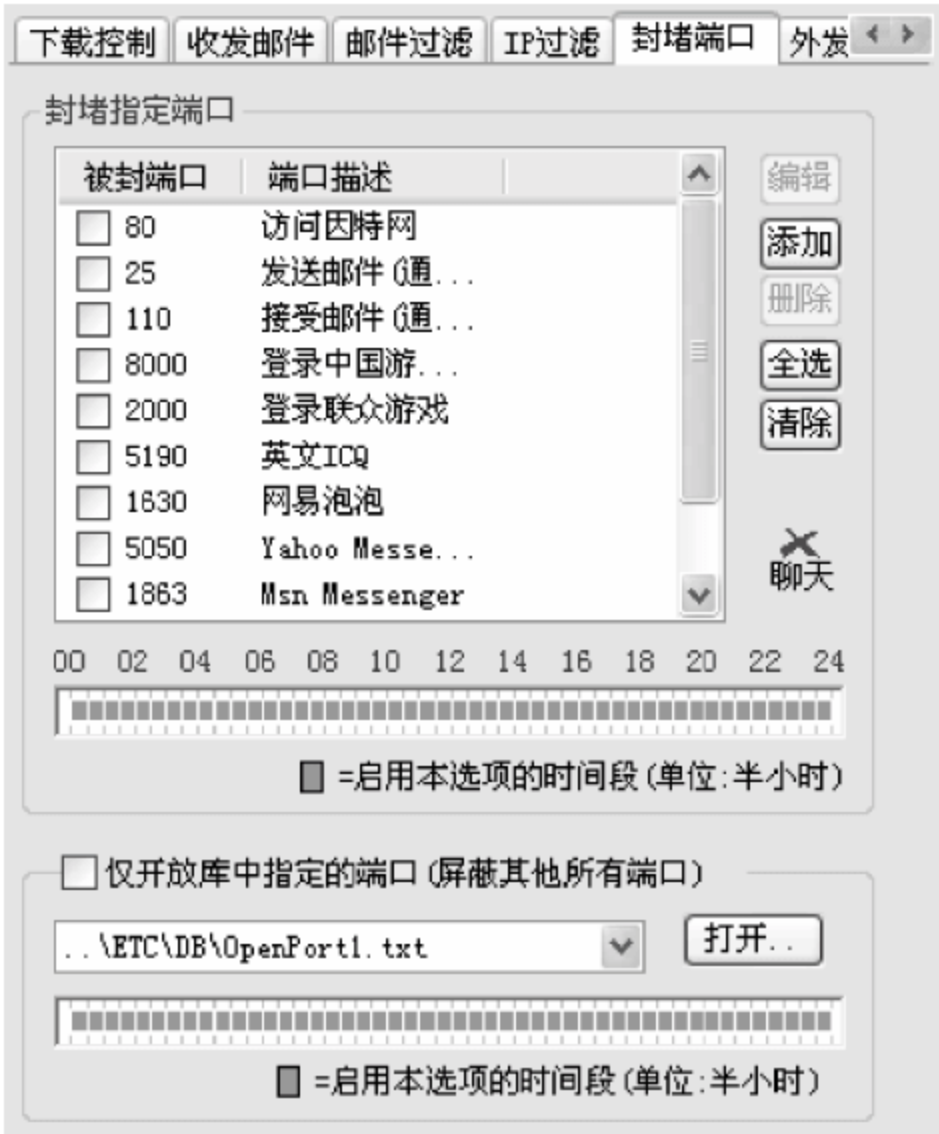 下载控制 收发邮件 邮件过滤 IP过滤 封堵端口 外发
封堵指定端口
被封端口 端口描述
编辑
80 访问因特网
添加
25 发送邮件(通...
删除
110 接受邮件(通...
8000 登录中国游...
全选
2000 登录联众游戏
清除
5190 英文ICQ
1630 网易泡泡
5050 Yahoo Messe...
聊天
1863 Msn Messenger
00 02 04 06 08 10 12 14 16 18 20 22 24
=启用本选项的时间段(单位:半小时)
仅开放库中指定的端口(屏蔽其他所有端口)
..\ETC\DB\OpenPort1.txt 打开..
=启用本选项的时间段(单位:半小时)